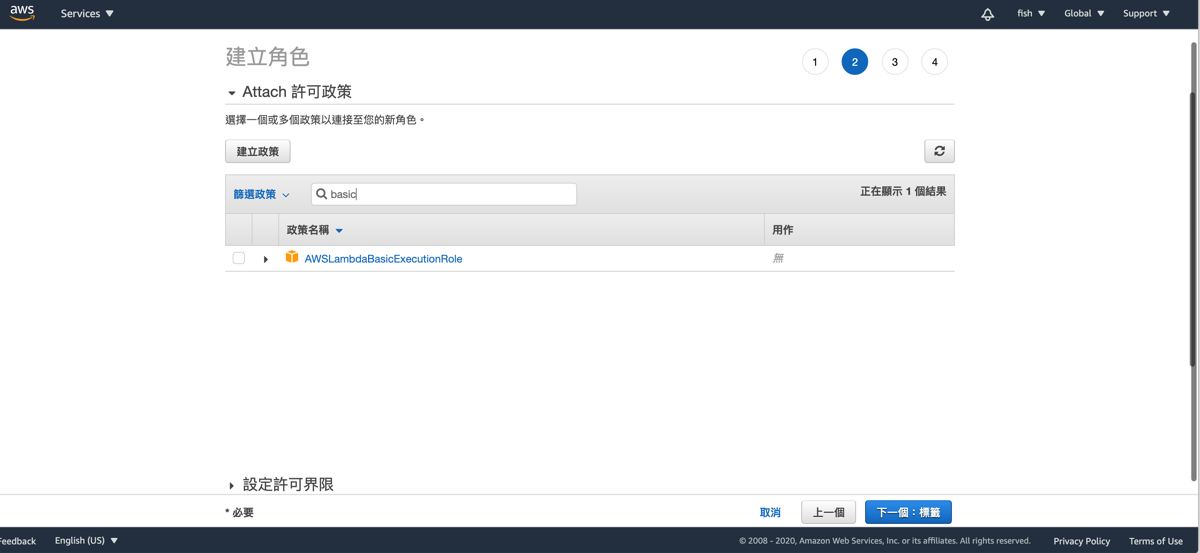 aws Services fish Global Support
建立角色 1 2 3 4
Attach 許可政策
選擇一個或多個政策以連接至您的新角色。
建立政策
篩選政策 basic 正在顯示 1 個結果
政策名稱 用作
AWSLambdaBasicExecutionRole 無
設定許可界限
* 必要 取消 上一個 下一個：標籤
Feedback English (US) © 2008 - 2020, Amazon Web Services, Inc. or its affiliates. All rights reserved. Privacy Policy Terms of Use